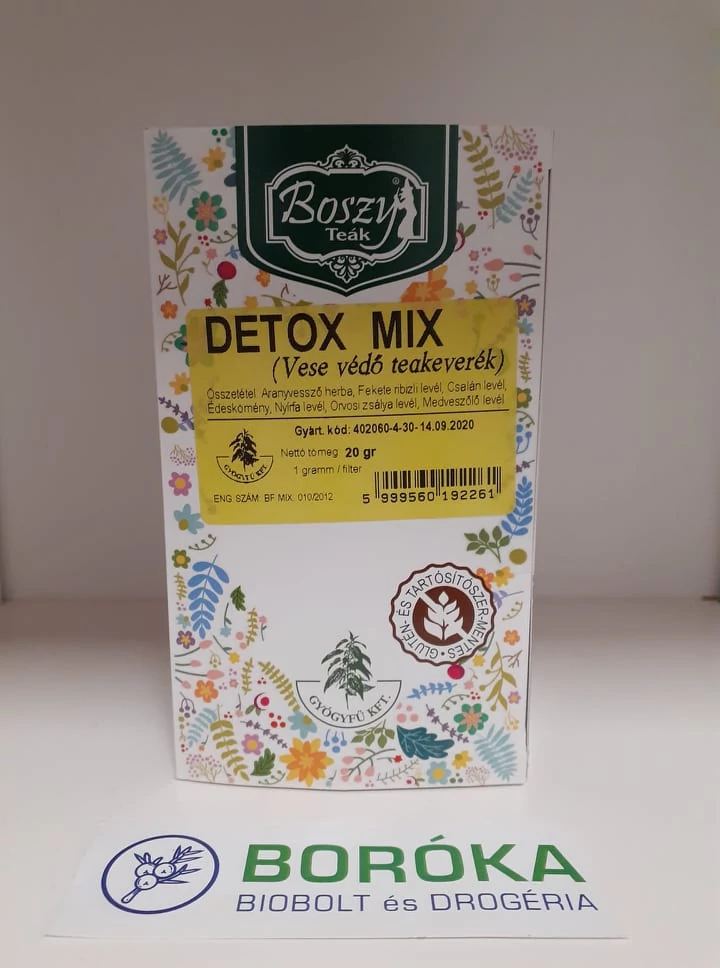 Boszy®
Teák
DETOX MIX
(Vese védő teakeverék)
Összetétel: Aranyvessző herba, Fekete ribizli levél, Csalán levél,
Édeskömény, Nyírfa levél, Orvosi zsálya levél, Medveszőlő levél
Gyárt. kód: 402060-4-30-14.09.2020
Nettó tömeg 20 gr
1 gramm / filter
GYÓGYFŰ KFT.
ENG.SZÁM: BF MIX. 010/2012
5 999560 192261
GLUTÉN- ÉS TARTÓSÍTÓSZER-MENTES
GYÓGYFŰ KFT.
BORÓKA
BIOBOLT és DROGÉRIA